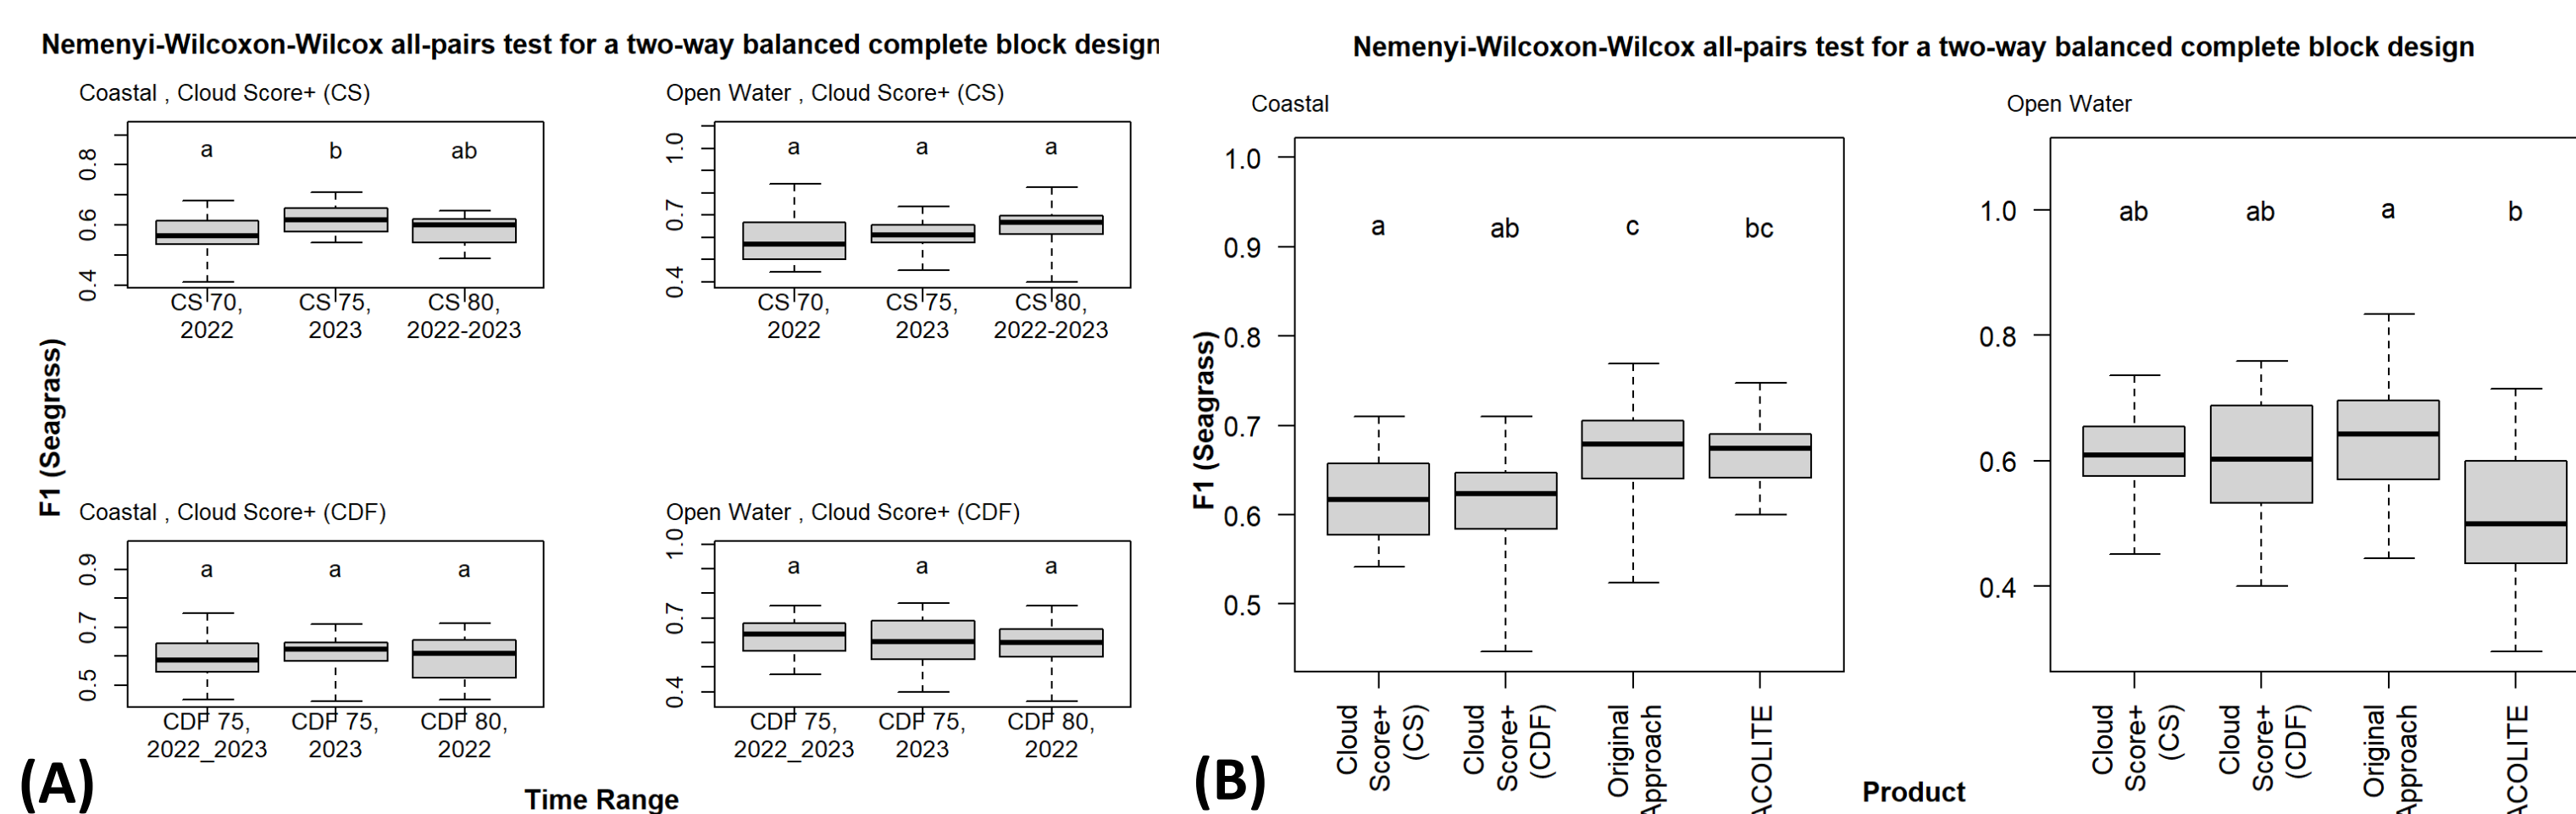 Nemenyi-Wilcoxon-Wilcox all-pairs test for a two-way balanced complete block design
Coastal , Cloud Score+ (CS)
Open Water , Cloud Score+ (CS)
0.8
0.6
0.4
a
b
ab
CS 70,
2022
CS 75,
2023
CS 80,
2022-2023
1.0
0.7
0.4
a
a
a
CS 70,
2022
CS 75,
2023
CS 80,
2022-2023
F1 (Seagrass)
Coastal , Cloud Score+ (CDF)
Open Water , Cloud Score+ (CDF)
0.9
0.7
0.5
a
a
a
CDF 75,
2022_2023
CDF 75,
2023
CDF 80,
2022
1.0
0.7
0.4
a
a
a
CDF 75,
2022_2023
CDF 75,
2023
CDF 80,
2022
(A)
Time Range
Nemenyi-Wilcoxon-Wilcox all-pairs test for a two-way balanced complete block design
Coastal
F1 (Seagrass)
1.0
0.9
0.8
0.7
0.6
0.5
a
ab
c
bc
Cloud
Score+
(CS)
Cloud
Score+
(CDF)
Original
Approach
ACOLITE
Open Water
1.0
0.8
0.6
0.4
ab
ab
a
b
Cloud
Score+
(CS)
Cloud
Score+
(CDF)
Original
Approach
ACOLITE
(B)
Product